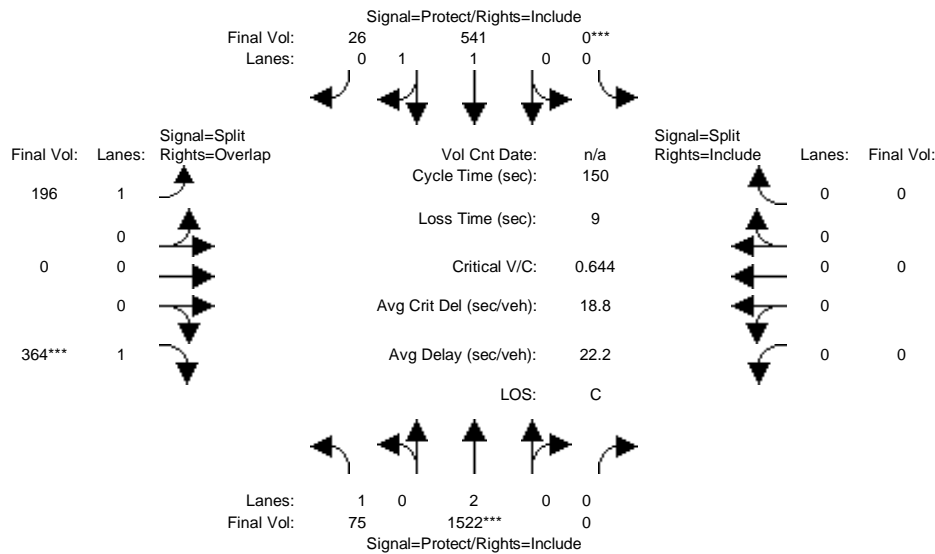 Signal=Protect/Rights=Include
Final Vol: 26 541 0***
Lanes: 0 1 1 0 0
Signal=Split Signal=Split
Final Vol: Lanes: Rights=Overlap Vol Cnt Date: n/a Rights=Include Lanes: Final Vol:
Cycle Time (sec): 150
196 1 0 0
Loss Time (sec): 9
0 0
0 0 Critical V/C: 0.644 0 0
0 Avg Crit Del (sec/veh): 18.8 0
364*** 1 Avg Delay (sec/veh): 22.2 0 0
LOS: C
Lanes: 1 0 2 0 0
Final Vol: 75 1522*** 0
Signal=Protect/Rights=Include